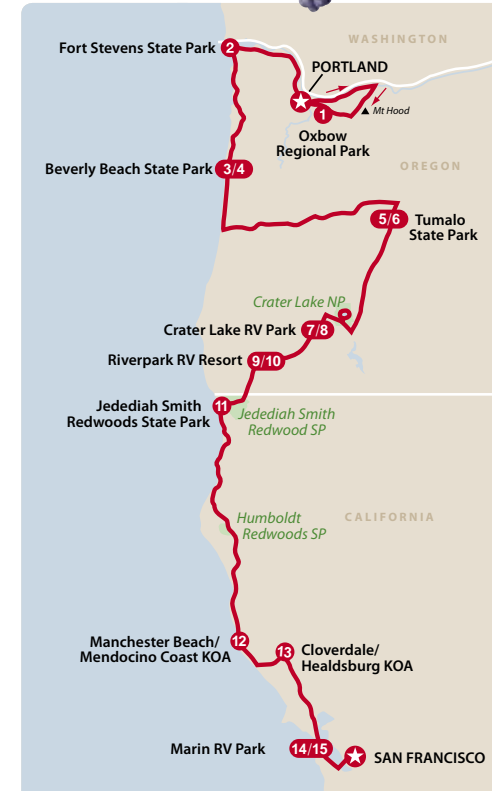 WASHINGTON
Fort Stevens State Park
2
PORTLAND
1
Mt Hood
Oxbow
Regional Park
OREGON
Beverly Beach State Park
3/4
5/6
Tumalo
State Park
Crater Lake NP
Crater Lake RV Park
7/8
Riverpark RV Resort
9/10
11
Jedediah Smith
Redwoods State Park
Jedediah Smith
Redwood SP
Humboldt
Redwoods SP
CALIFORNIA
Manchester Beach/
Mendocino Coast KOA
12
13
Cloverdale/
Healdsburg KOA
Marin RV Park
14/15
SAN FRANCISCO